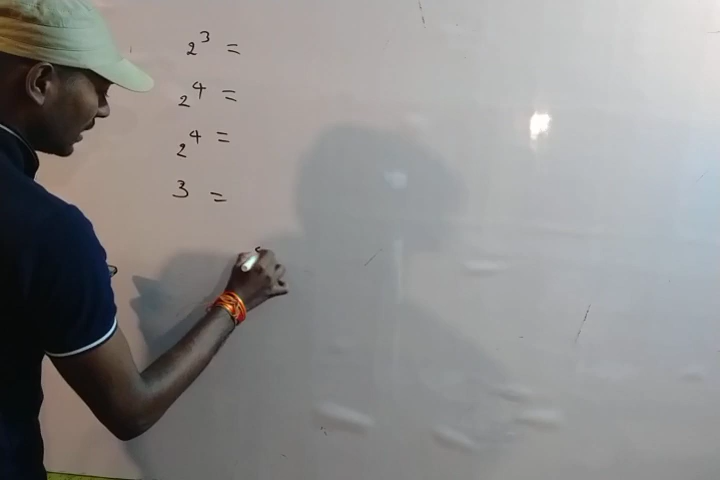 2³ =
2⁴ =
2⁴ =
3 =